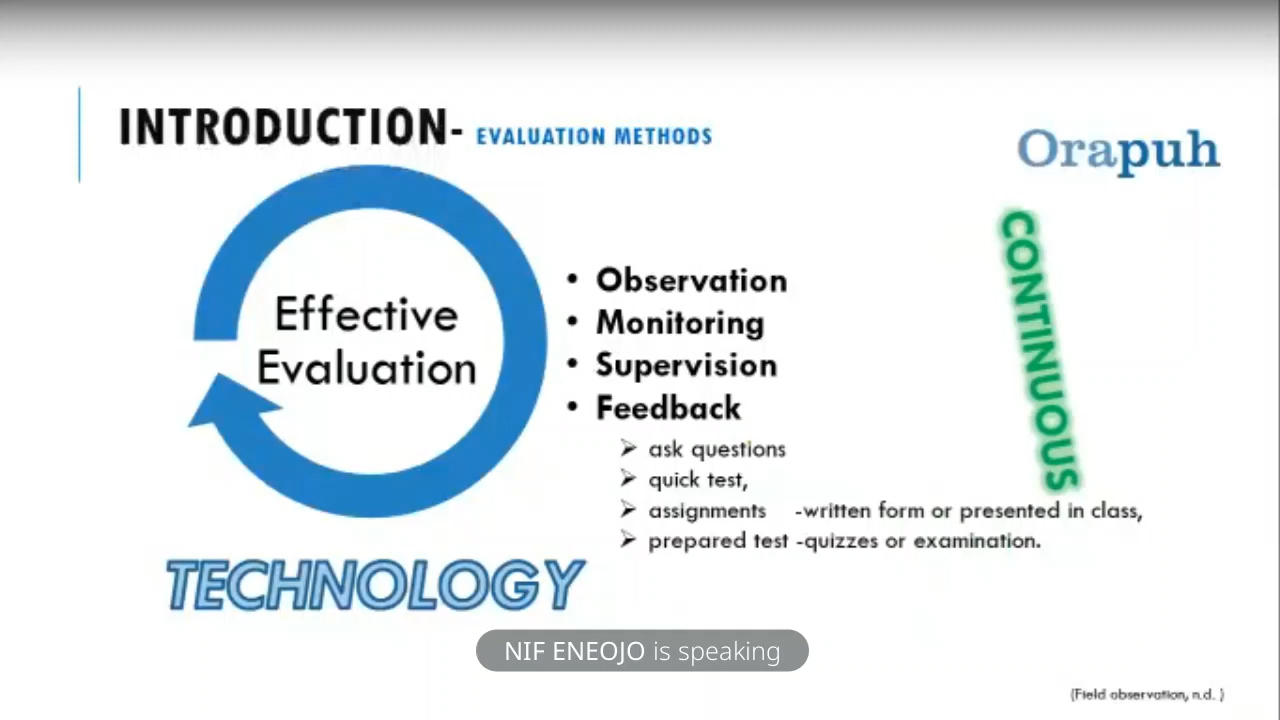 INTRODUCTION- EVALUATION METHODS
Orapuh
CONTINUOUS
Effective
Evaluation
• Observation
• Monitoring
• Supervision
• Feedback
➢ ask questions
➢ quick test,
➢ assignments -written form or presented in class,
➢ prepared test -quizzes or examination.
TECHNOLOGY
NIF ENEOJO is speaking
(Field observation, n.d. )